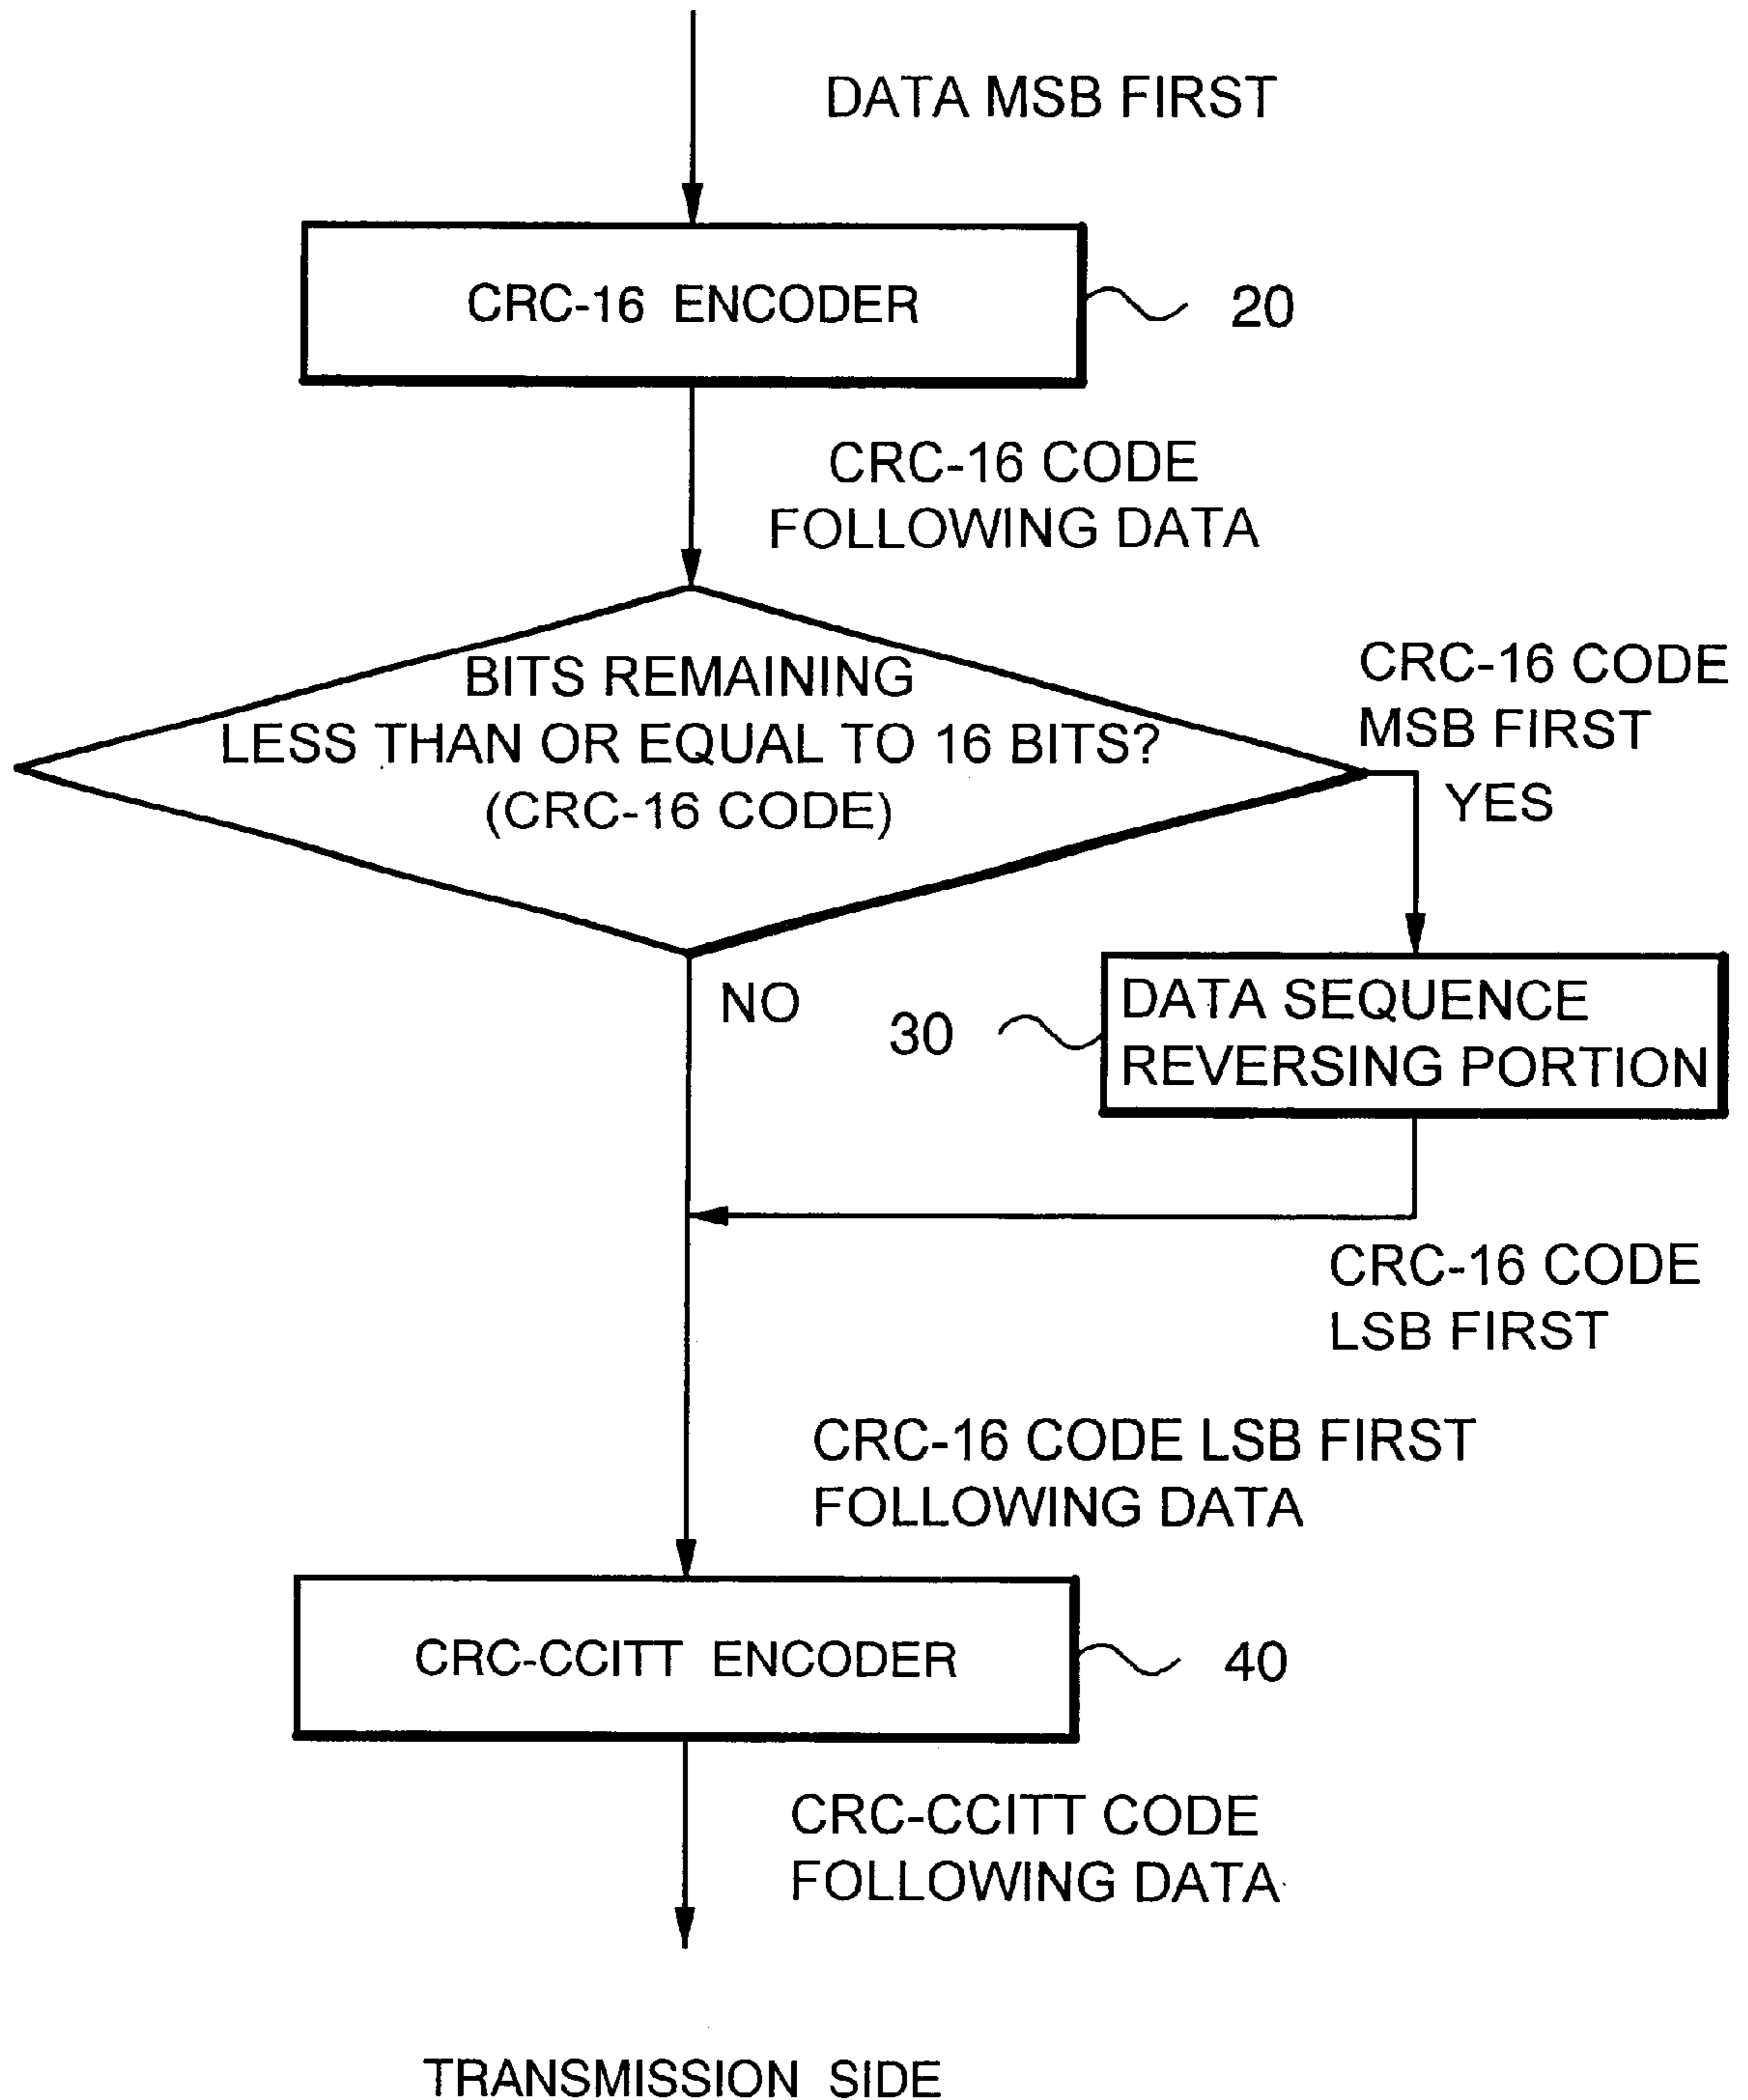 DATA MSB FIRST
CRC-16 ENCODER
20
CRC-16 CODE
FOLLOWING DATA
BITS REMAINING
LESS THAN OR EQUAL TO 16 BITS?
(CRC-16 CODE)
CRC-16 CODE
MSB FIRST
YES
NO
30
DATA SEQUENCE
REVERSING PORTION
CRC-16 CODE
LSB FIRST
CRC-16 CODE LSB FIRST
FOLLOWING DATA
CRC-CCITT ENCODER
40
CRC-CCITT CODE
FOLLOWING DATA
TRANSMISSION SIDE